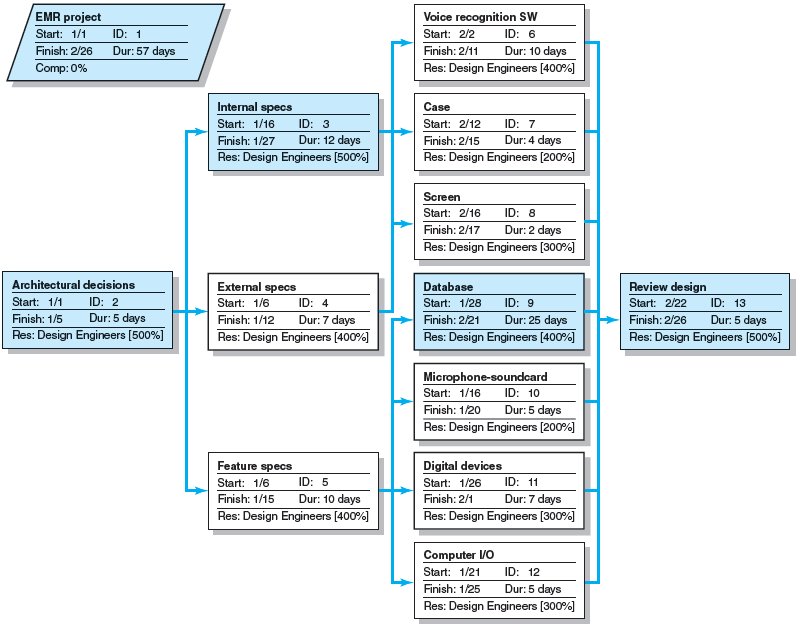 EMR project
Start: 1/1 ID: 1
Finish: 2/26 Dur: 57 days
Comp: 0%
Voice recognition SW
Start: 2/2 ID: 6
Finish: 2/11 Dur: 10 days
Res: Design Engineers [400%]
Internal specs
Start: 1/16 ID: 3
Finish: 1/27 Dur: 12 days
Res: Design Engineers [500%]
Case
Start: 2/12 ID: 7
Finish: 2/15 Dur: 4 days
Res: Design Engineers [200%]
Screen
Start: 2/16 ID: 8
Finish: 2/17 Dur: 2 days
Res: Design Engineers [300%]
Architectural decisions
Start: 1/1 ID: 2
Finish: 1/5 Dur: 5 days
Res: Design Engineers [500%]
External specs
Start: 1/6 ID: 4
Finish: 1/12 Dur: 7 days
Res: Design Engineers [400%]
Database
Start: 1/28 ID: 9
Finish: 2/21 Dur: 25 days
Res: Design Engineers [400%]
Review design
Start: 2/22 ID: 13
Finish: 2/26 Dur: 5 days
Res: Design Engineers [500%]
Microphone-soundcard
Start: 1/16 ID: 10
Finish: 1/20 Dur: 5 days
Res: Design Engineers [200%]
Feature specs
Start: 1/6 ID: 5
Finish: 1/15 Dur: 10 days
Res: Design Engineers [400%]
Digital devices
Start: 1/26 ID: 11
Finish: 2/1 Dur: 7 days
Res: Design Engineers [300%]
Computer I/O
Start: 1/21 ID: 12
Finish: 1/25 Dur: 5 days
Res: Design Engineers [300%]